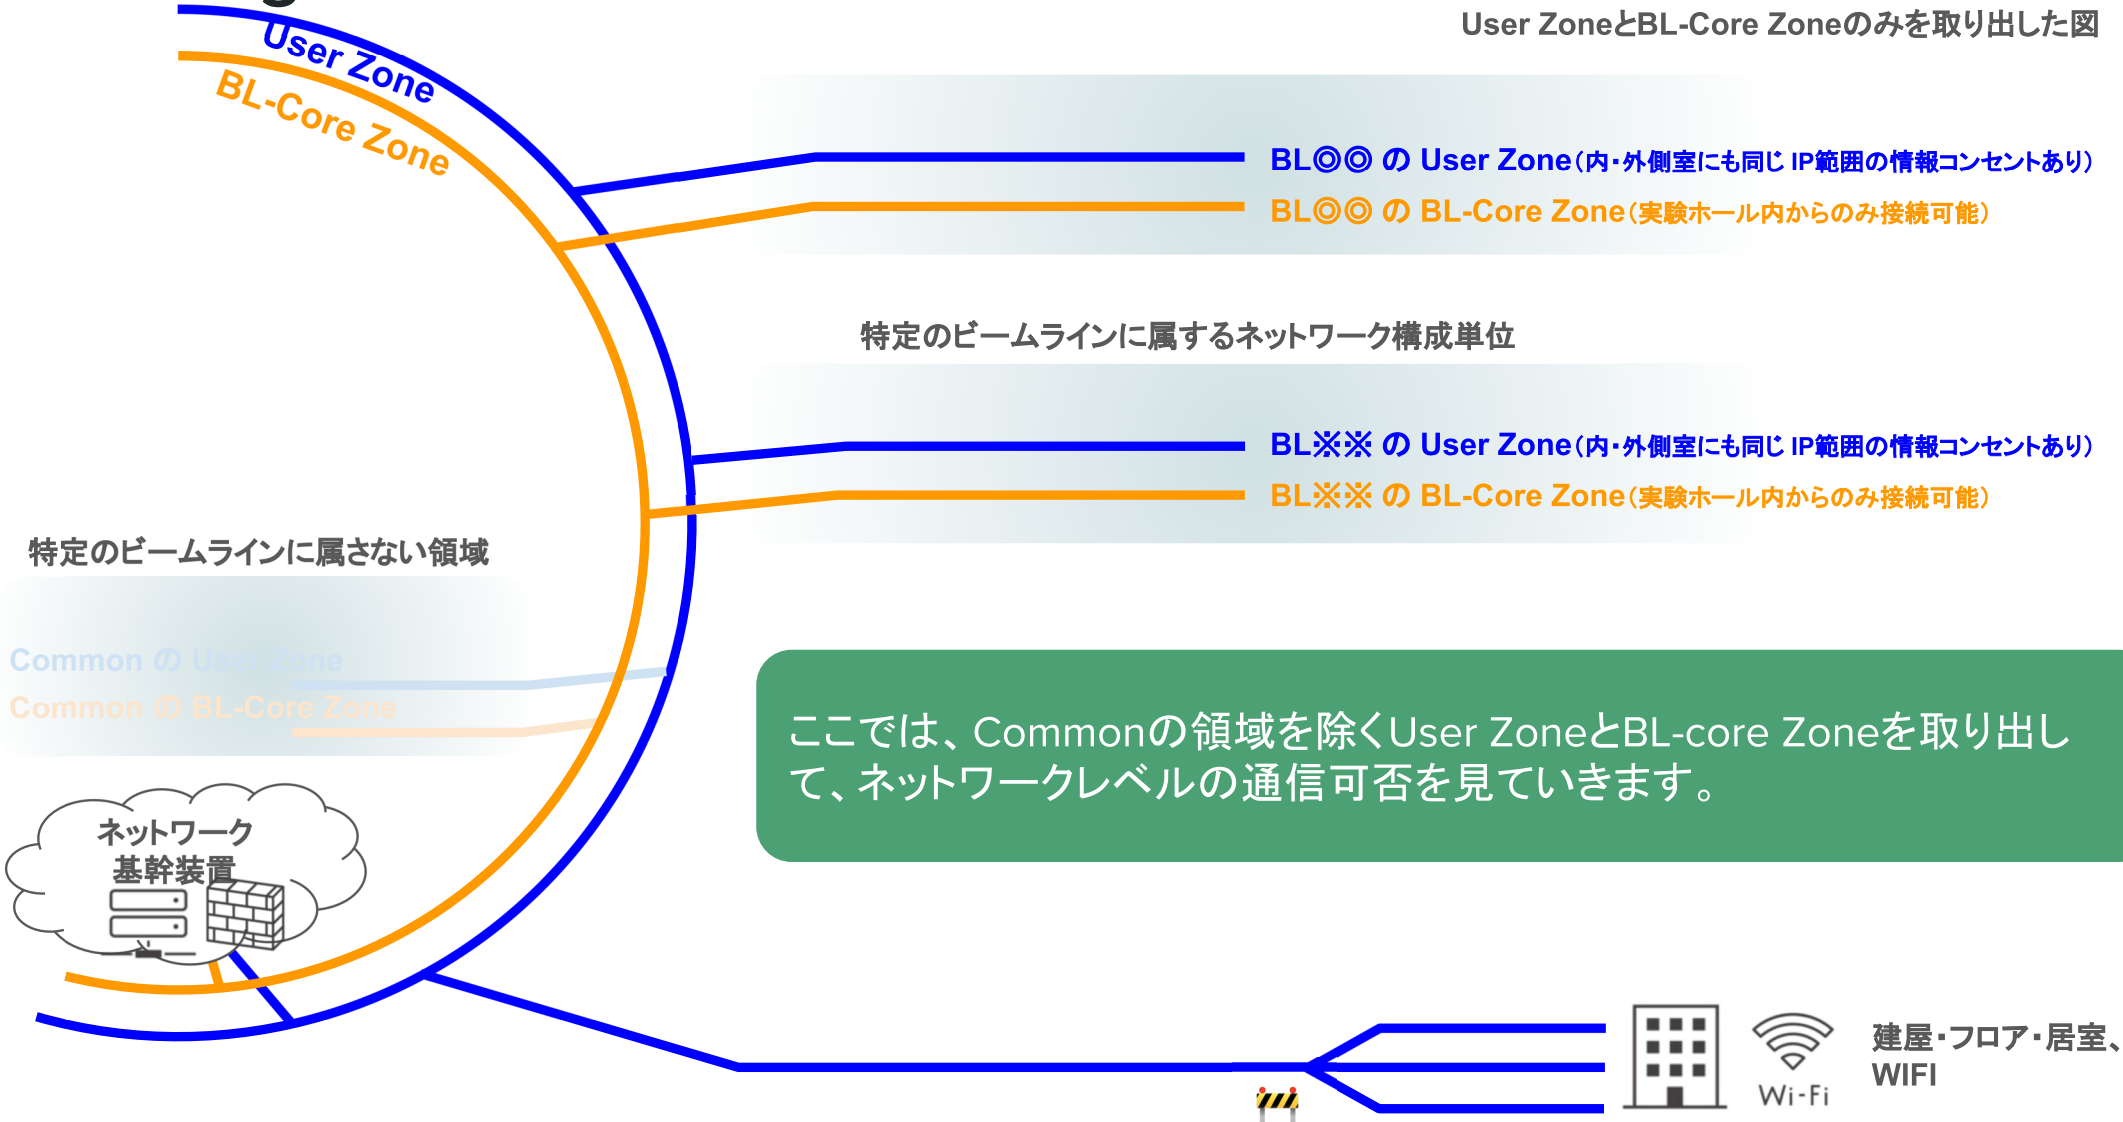 User ZoneとBL-Core Zoneのみを取り出した図
User Zone
BL-Core Zone
BL◎◎ の User Zone(内・外側室にも同じ IP範囲の情報コンセントあり)
BL◎◎ の BL-Core Zone(実験ホール内からのみ接続可能)
特定のビームラインに属するネットワーク構成単位
BL※※ の User Zone(内・外側室にも同じ IP範囲の情報コンセントあり)
BL※※ の BL-Core Zone(実験ホール内からのみ接続可能)
特定のビームラインに属さない領域
Common の User Zone
Common の BL-Core Zone
ここでは、Commonの領域を除くUser ZoneとBL-core Zoneを取り出し
て、ネットワークレベルの通信可否を見ていきます。
ネットワーク
基幹装置
建屋・フロア・居室、
WIFI
Wi-Fi